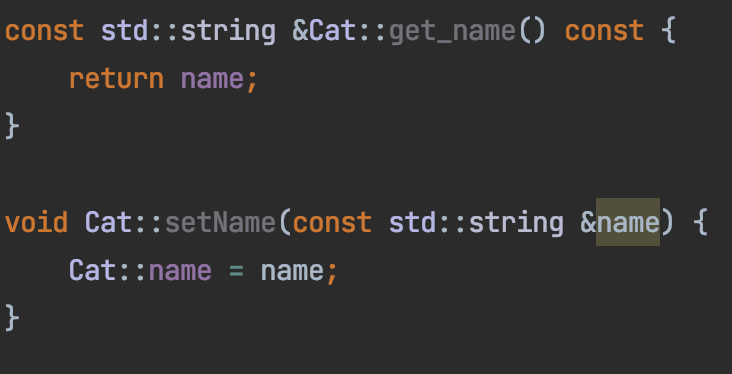 const std::string &Cat::get_name() const {
    return name;
}
void Cat::setName(const std::string &name) {
    Cat::name = name;
}